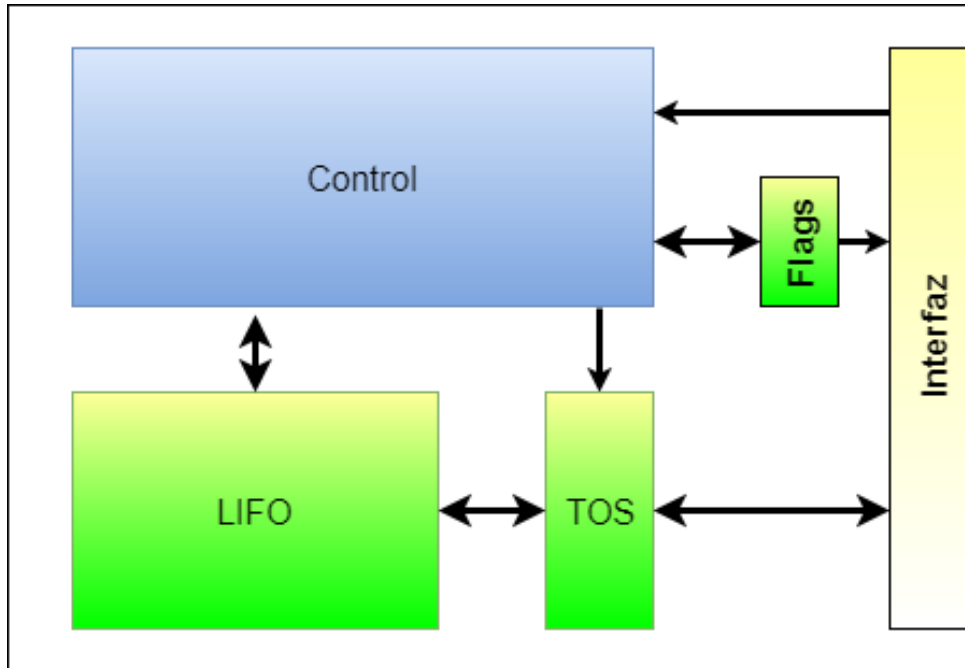 Control
Flags
Interfaz
LIFO
TOS